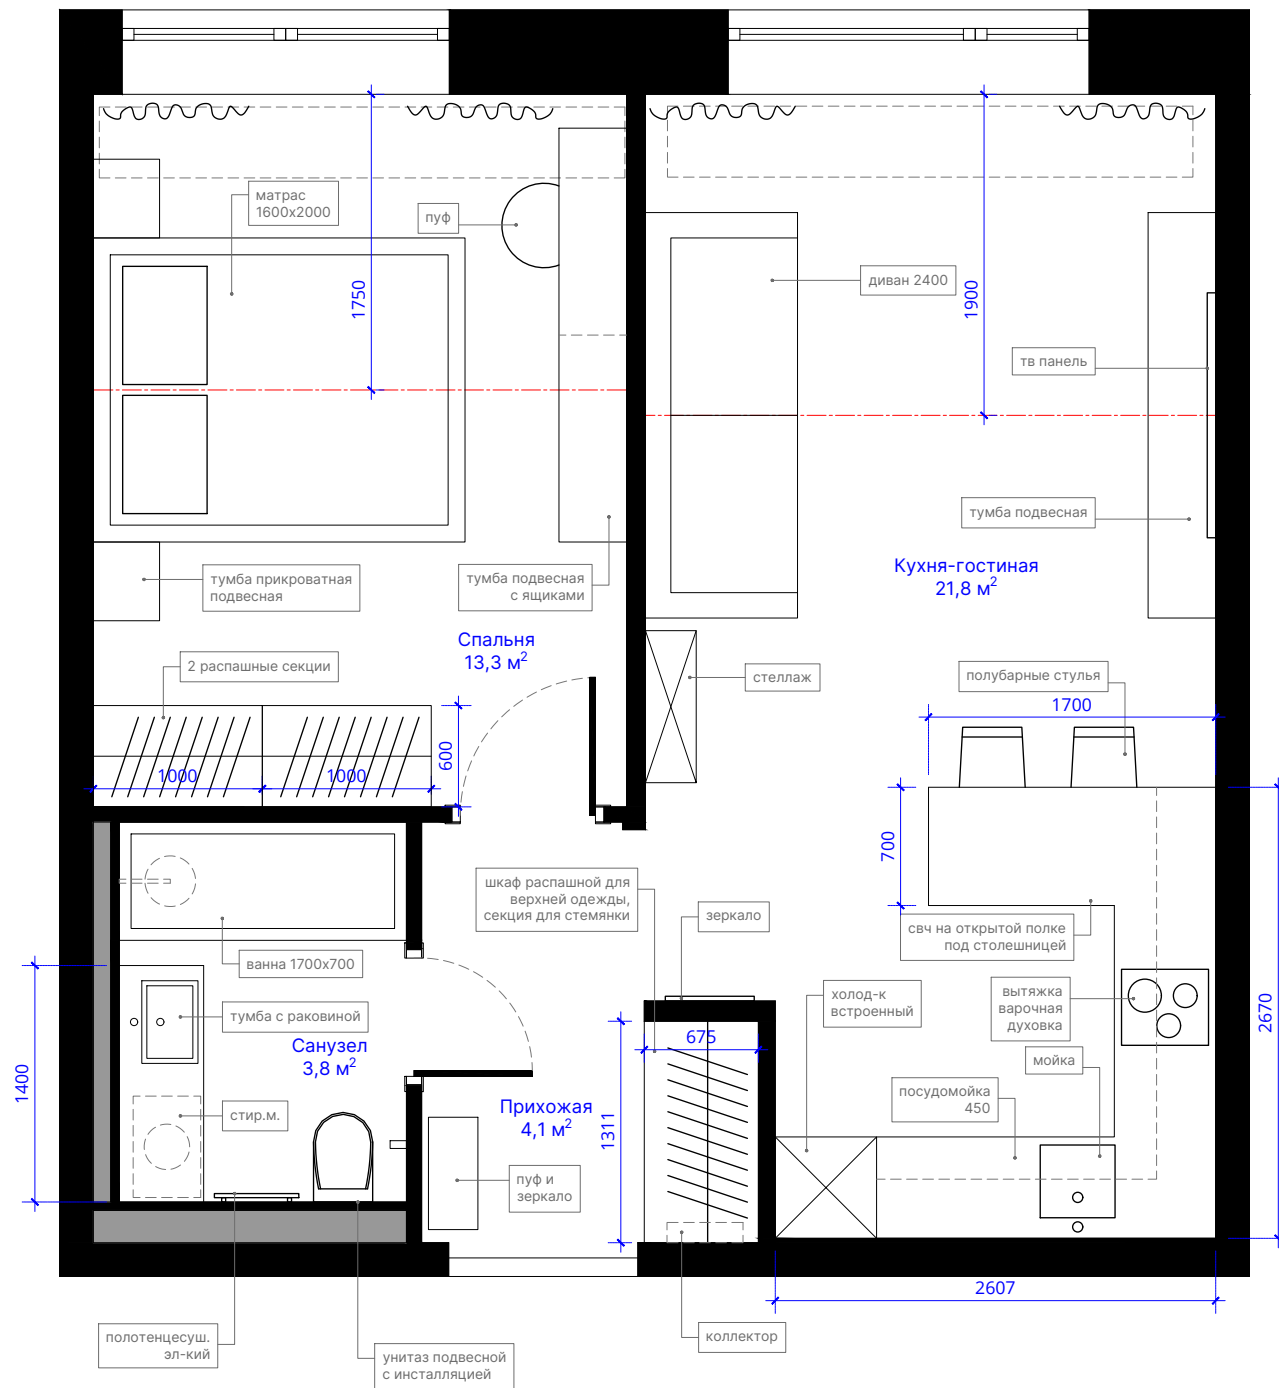 матрас
1600х2000
пуф
1750
диван 2400
1900
тв панель
тумба подвесная
Кухня-гостиная
21,8 м²
тумба прикроватная
подвесная
тумба подвесная
с ящиками
Спальня
13,3 м²
2 распашные секции
стеллаж
полубарные стулья
1700
600
1000
1000
700
шкаф распашной для
верхней одежды,
секция для стемянки
зеркало
свч на открытой полке
под столешницей
ванна 1700х700
холод-к
встроенный
вытяжка
варочная
духовка
2670
тумба с раковиной
Санузел
3,8 м²
675
мойка
1400
посудомойка
450
стир.м.
Прихожая
4,1 м²
1311
пуф и
зеркало
2607
полотенцесуш.
эл-кий
унитаз подвесной
с инсталляцией
коллектор